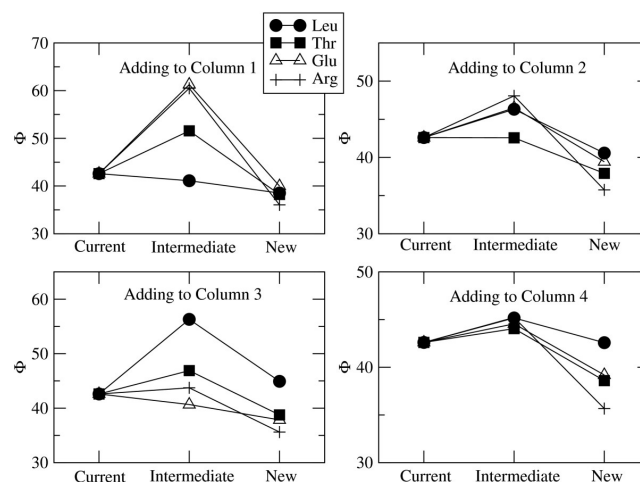 Leu
Thr
Glu
Arg
Adding to Column 1
70
60
50
40
30
Φ
Current Intermediate New
Adding to Column 2
50
40
30
Φ
Current Intermediate New
Adding to Column 3
60
50
40
30
Φ
Current Intermediate New
Adding to Column 4
50
40
30
Φ
Current Intermediate New